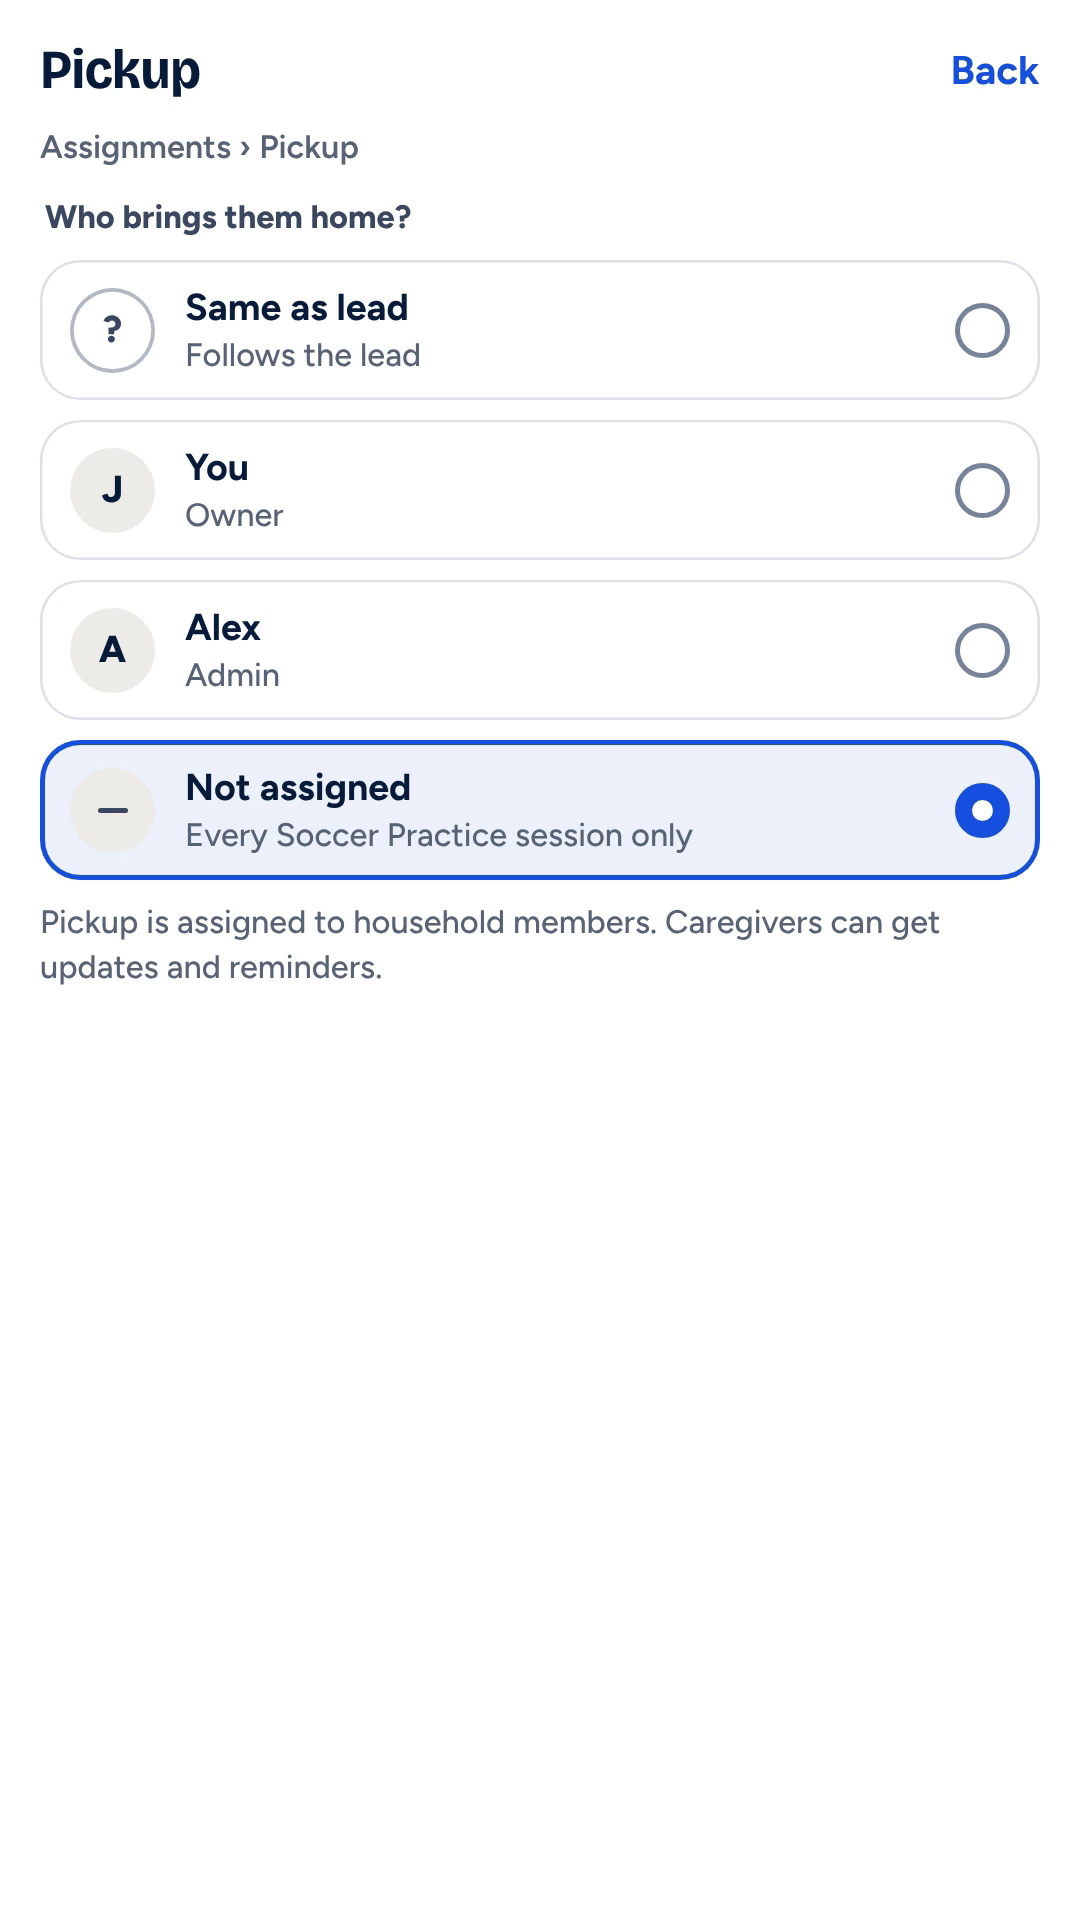 Pickup
Back
Assignments › Pickup
Who brings them home?
?
Same as lead
Follows the lead
J
You
Owner
A
Alex
Admin
Not assigned
Every Soccer Practice session only
Pickup is assigned to household members. Caregivers can get
updates and reminders.